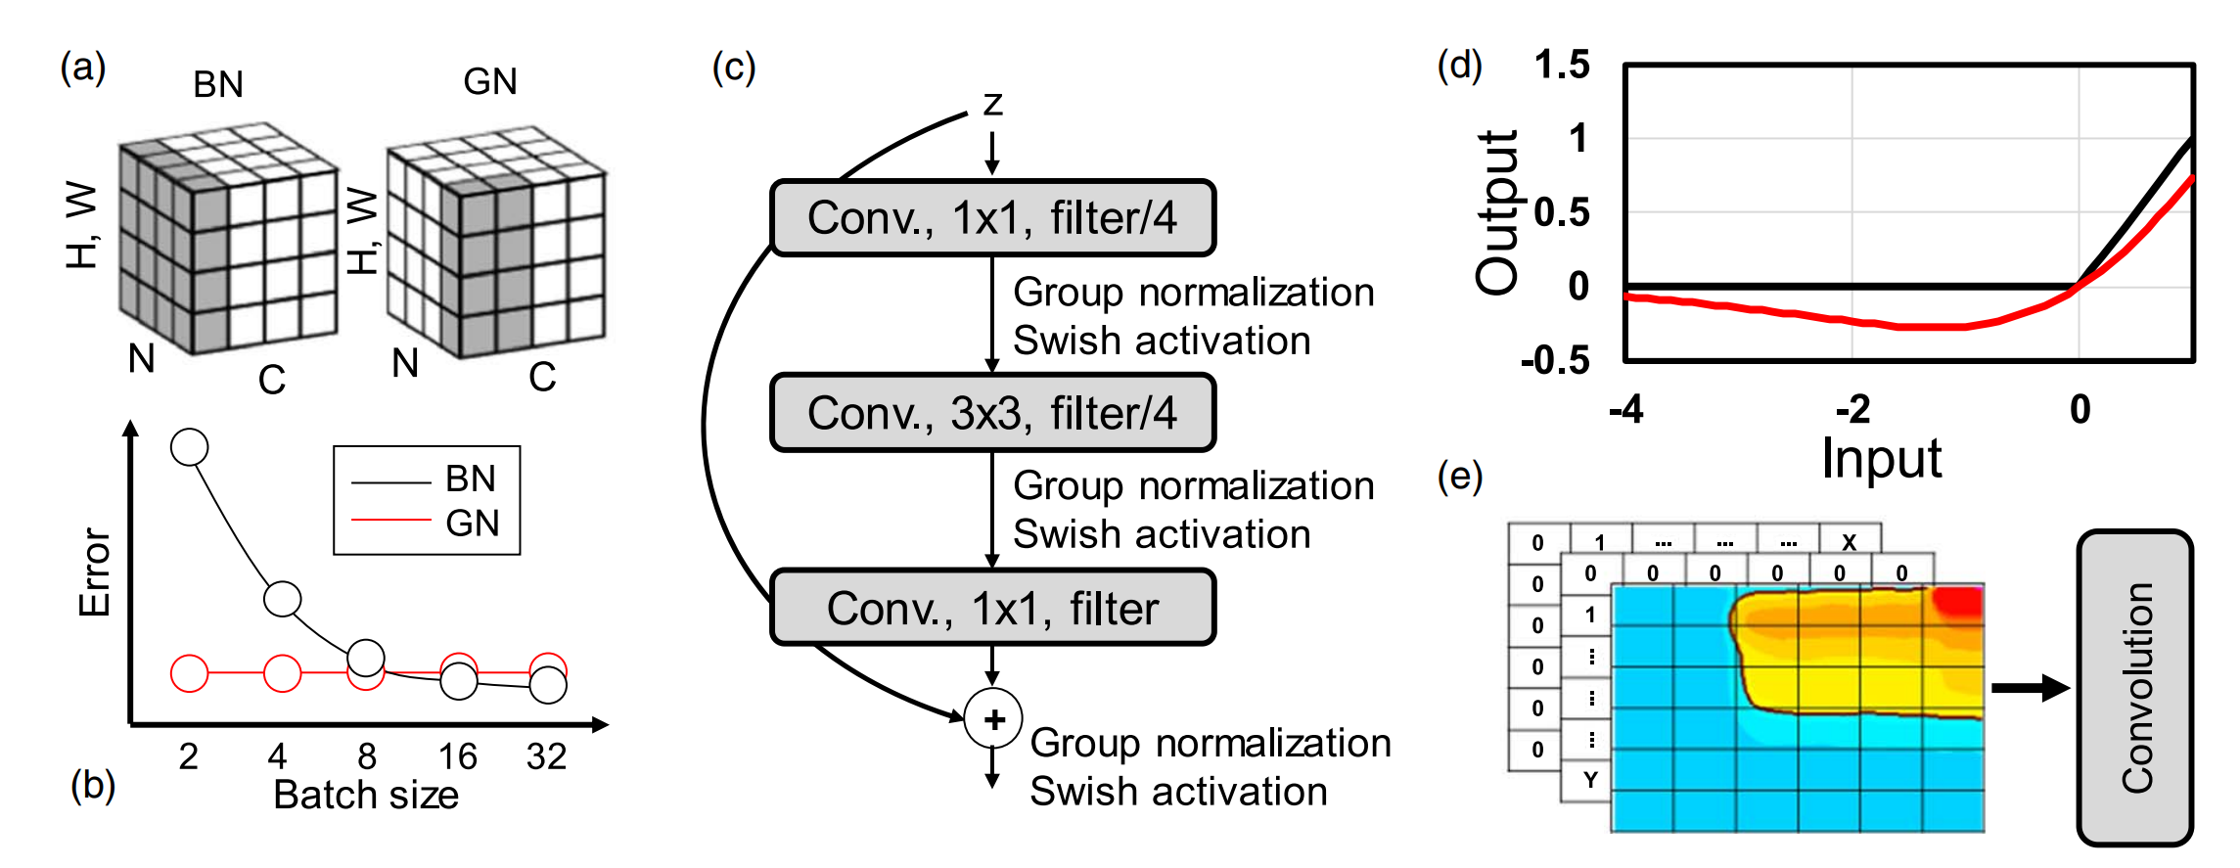 (a)
BN
GN
H, W
N
C
H, W
N
C
(b)
Error
BN
GN
2 4 8 16 32
Batch size
(c)
z
Conv., 1x1, filter/4
Group normalization
Swish activation
Conv., 3x3, filter/4
Group normalization
Swish activation
Conv., 1x1, filter
+
Group normalization
Swish activation
(d)
Output
1.5
1
0.5
0
-0.5
-4 -2 0
Input
(e)
0 1 ... ... ... X
0
0
0
0
0
0 0 0 0 0 0
1
⋮
⋮
⋮
Y
Convolution